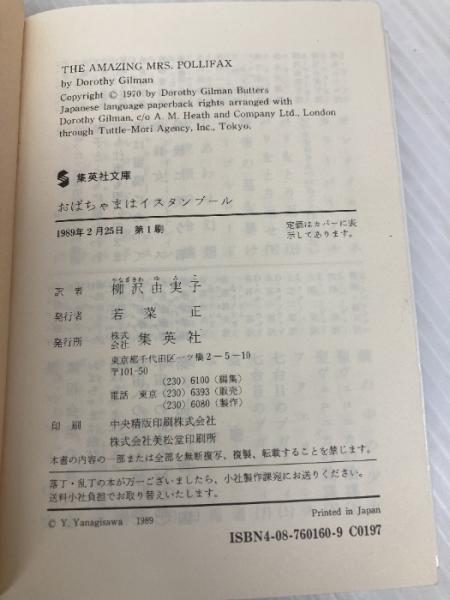 THE AMAZING MRS. POLLIFAX
by Dorothy Gilman
Copyright © 1970 by Dorothy Gilman Butters
Japanese language paperback rights arranged with
Dorothy Gilman, c/o A. M. Heath and Company Ltd., London
through Tuttle-Mori Agency, Inc., Tokyo.
集英社文庫
おばちゃまはイスタンブール
1989年2月25日 第1刷
定価はカバーに表
示してあります。
やなぎさわ ゆみこ
訳者 柳沢由実子
発行者 若菜正
発行所 株式会社 集英社
東京都千代田区一ツ橋2-5-10
〒101-50
(230) 6100 (編集)
電話 東京 (230) 6393 (販売)
(230) 6080 (製作)
印刷 中央精版印刷株式会社
株式会社美松堂印刷所
本書の内容の一部または全部を無断複写、複製、転載することを禁じます。
落丁・乱丁の本が万一ございましたら、小社製作課宛にお送りください。
送料小社負担でお取り替えいたします。
© Y. Yanagisawa 1989
Printed in Japan
ISBN4-08-760160-9 C0197